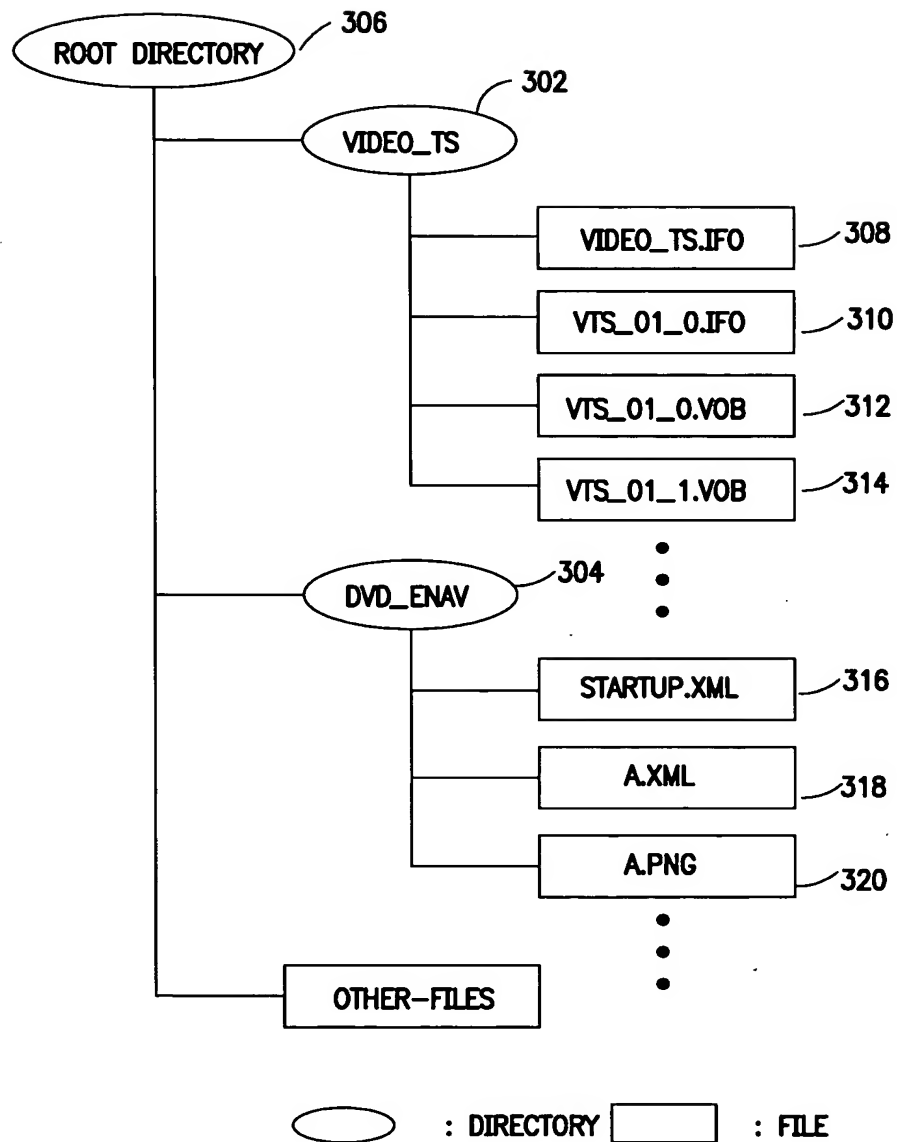 ROOT DIRECTORY
306
302
VIDEO_TS
VIDEO_TS.IFO
308
VTS_01_0.IFO
310
VTS_01_0.VOB
312
VTS_01_1.VOB
314
DVD_ENAV
304
STARTUP.XML
316
A.XML
318
A.PNG
320
OTHER-FILES
: DIRECTORY
: FILE